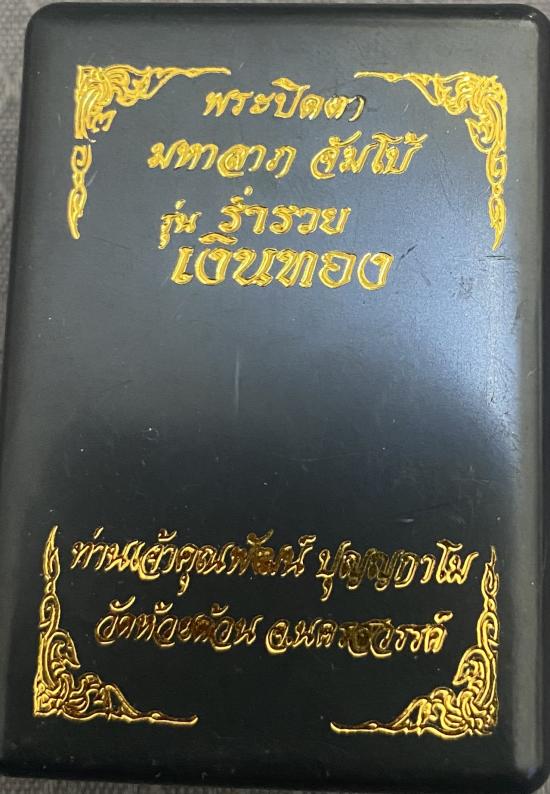 พระปิดตา
มหาลาภ จัมโบ้
รุ่น ร่ำรวย
เงินทอง
ท่านเจ้าคุณพัฒน์ ปุญญกาโม
วัดห้วยด้วน จ.นครสวรรค์